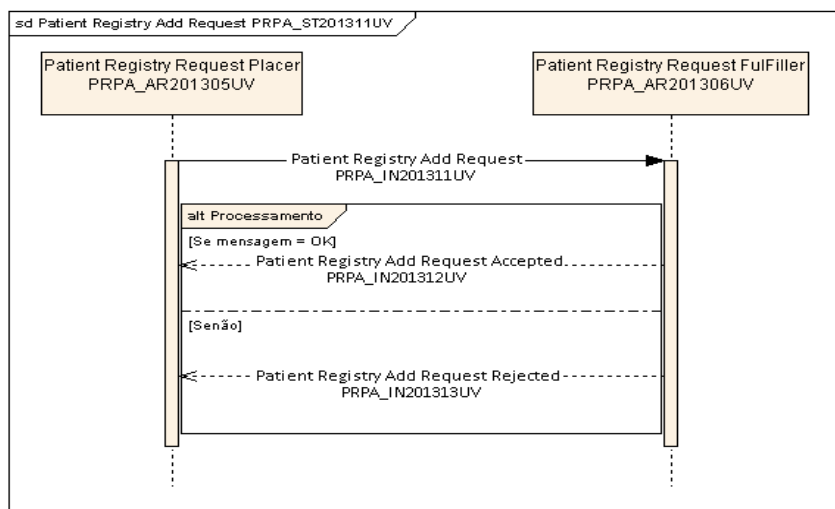 sd Patient Registry Add Request PRPA_ST201311UV
Patient Registry Request Placer
PRPA_AR201305UV
Patient Registry Request FulFiller
PRPA_AR201306UV
Patient Registry Add Request
PRPA_IN201311UV
alt Processamento
[Se mensagem = OK]
Patient Registry Add Request Accepted
PRPA_IN201312UV
[Senão]
Patient Registry Add Request Rejected
PRPA_IN201313UV